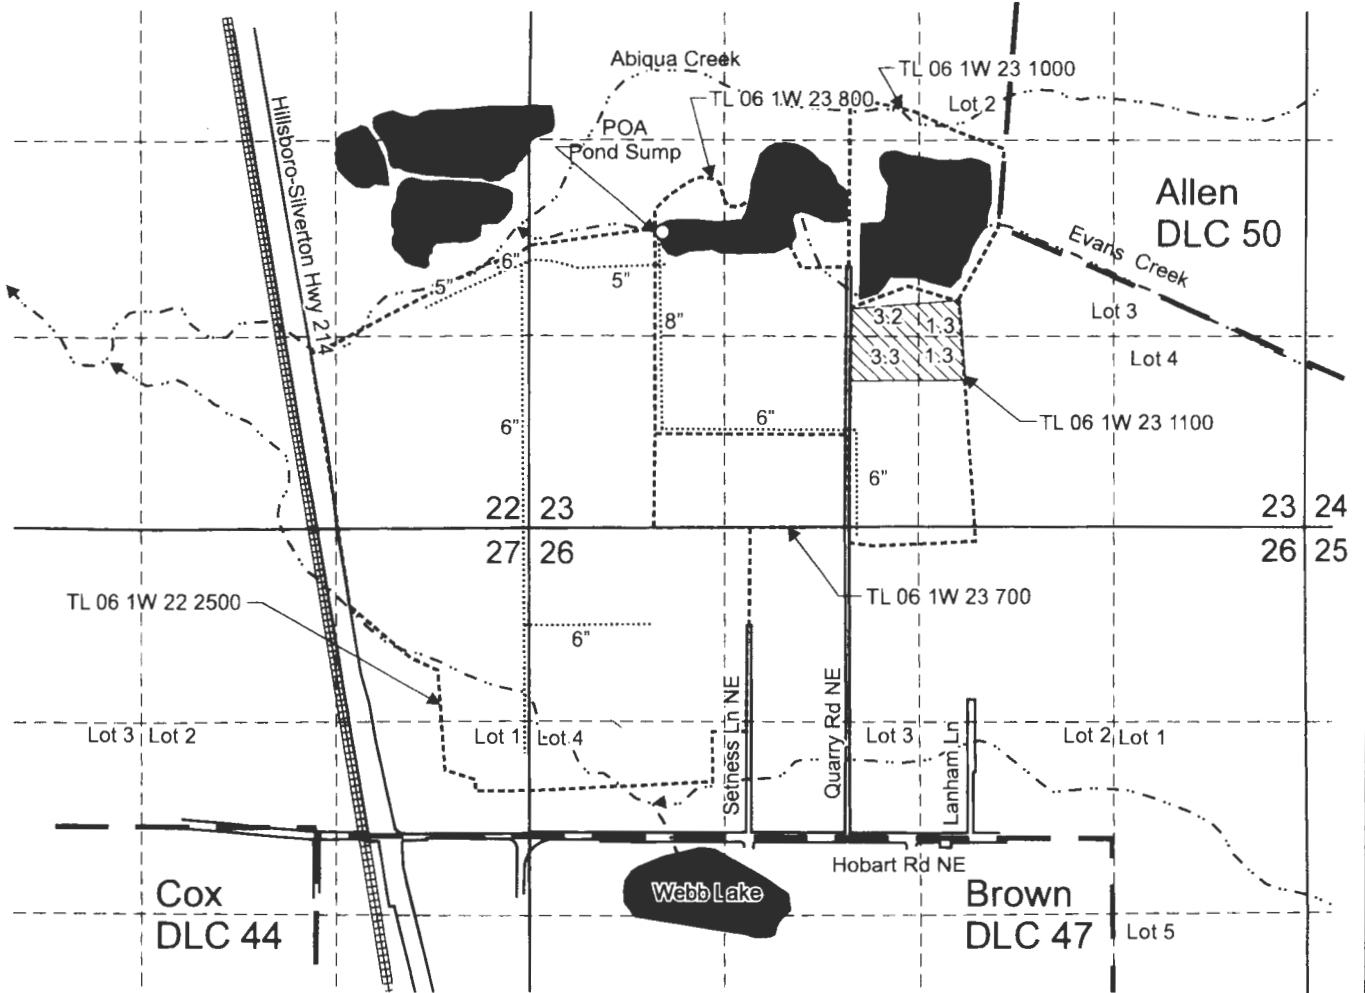 Abiqua Creek
TL 06 1W 23 1000
TL 06 1W 23 800
Lot 2
POA
Pond Sump
Hillsboro-Silverton Hwy 214
Allen
DLC 50
Evans Creek
6”
5”
5”
8”
Lot 3
3.2
1.3
3.3
1.3
Lot 4
6”
6”
TL 06 1W 23 1100
6”
22
23
23
24
27
26
26
25
TL 06 1W 22 2500
TL 06 1W 23 700
6”
Setness Ln NE
Quarry Rd NE
Lanham Ln
Lot 3
Lot 2
Lot 1
Lot 4
Lot 3
Lot 2
Lot 1
Hobart Rd NE
Cox
DLC 44
Webb Lake
Brown
DLC 47
Lot 5